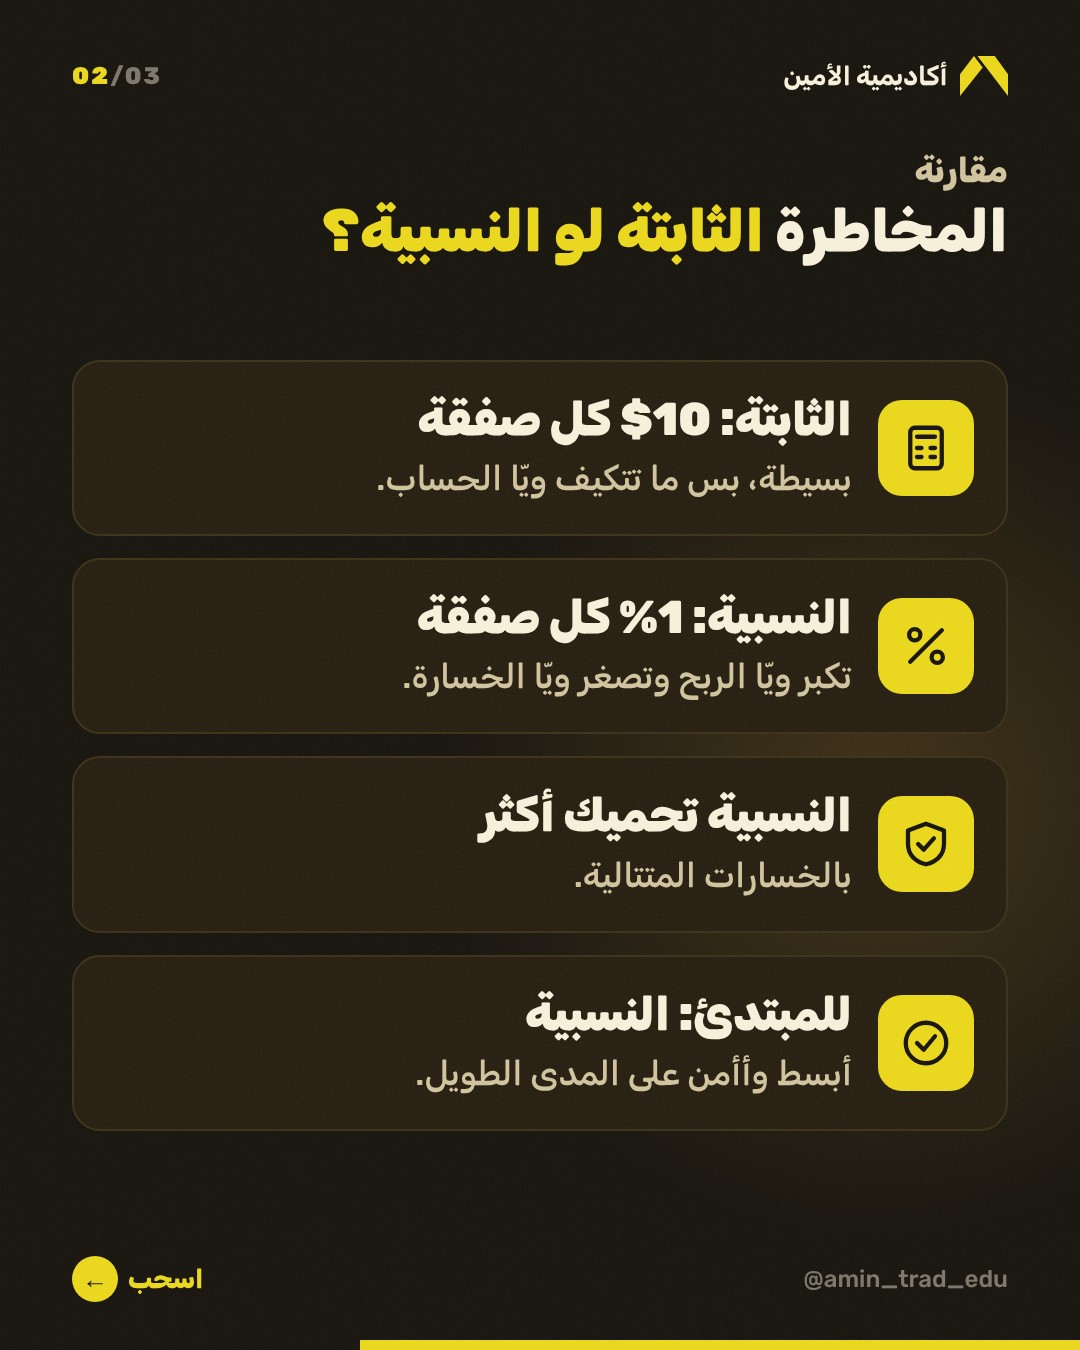 أكاديمية الأمين
02/03
مقارنة
المخاطرة الثابتة لو النسبية؟
الثابتة: 10$ كل صفقة
بسيطة، بس ما تتكيف ويّا الحساب.
النسبية: 1% كل صفقة
تكبر ويّا الربح وتصغر ويّا الخسارة.
النسبية تحميك أكثر
بالخسارات المتتالية.
للمبتدئ: النسبية
أبسط وأأمن على المدى الطويل.
@amin_trad_edu
اسحب ←